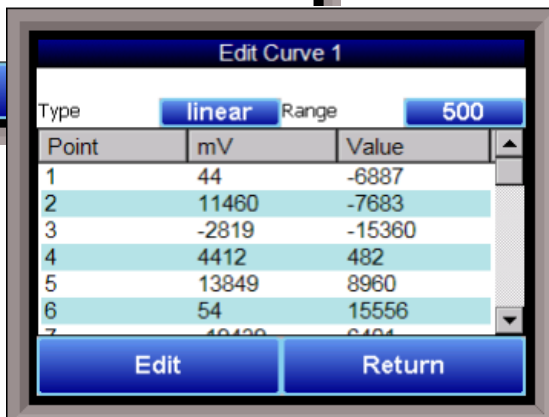 Edit Curve 1
Type linear Range 500
Point mV Value
1 44 -6887
2 11460 -7683
3 -2819 -15360
4 4412 482
5 13849 8960
6 54 15556
Edit Return